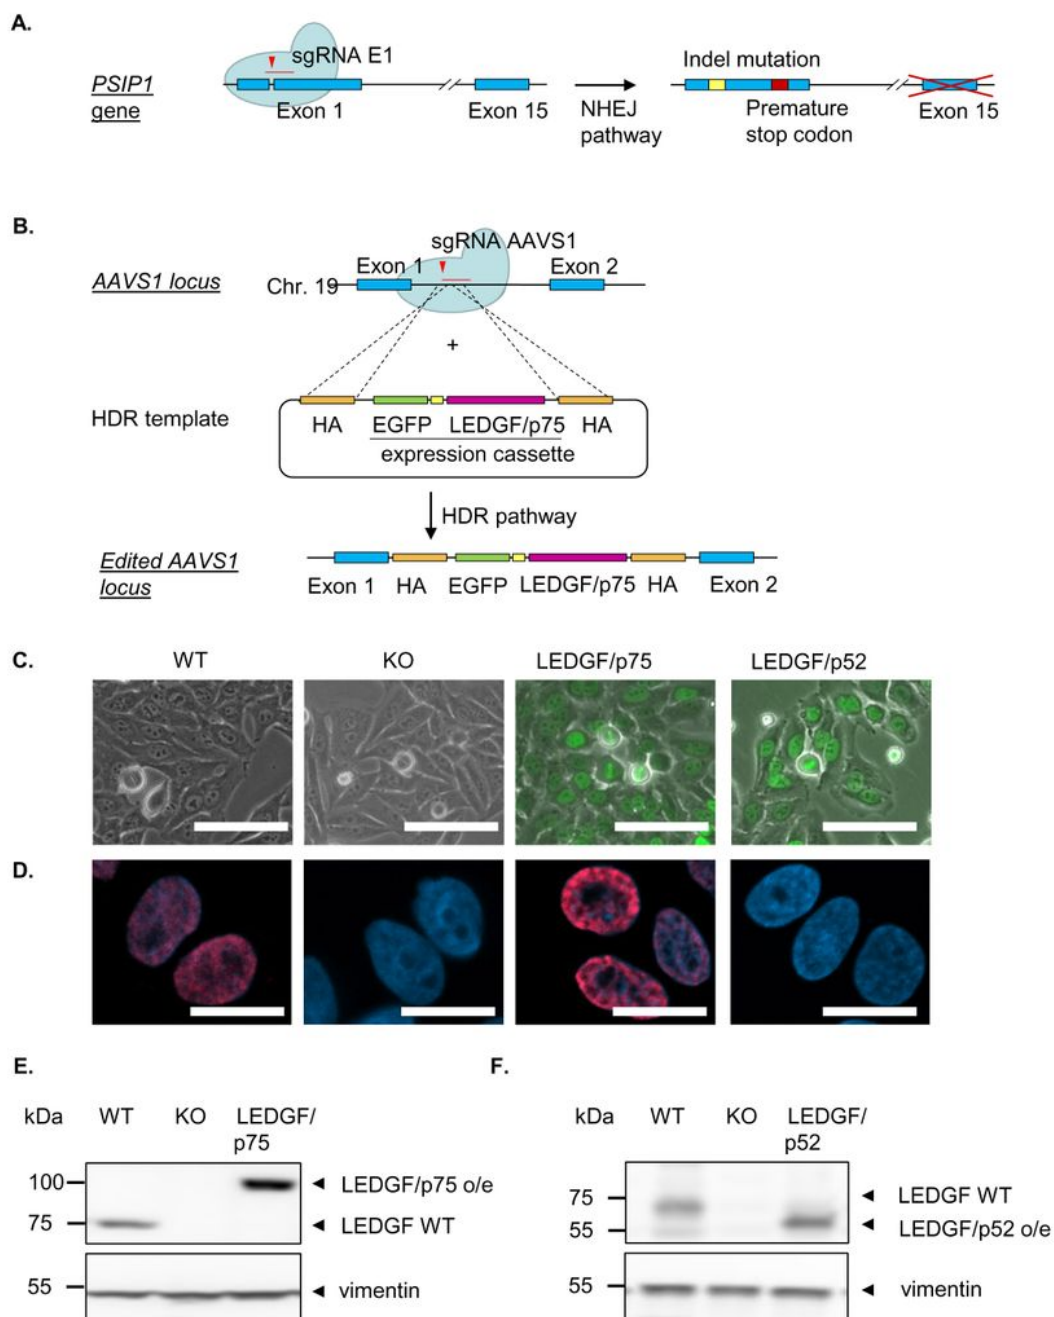 A.
PSIP1
gene
sgRNA E1
Exon 1
Exon 15
NHEJ
pathway
Indel mutation
Premature
stop codon
Exon 15
B.
AAVS1 locus
Chr. 19
Exon 1
sgRNA AAVS1
Exon 2
+
HDR template
HA
EGFP
LEDGF/p75
HA
expression cassette
HDR pathway
Edited AAVS1
locus
Exon 1
HA
EGFP
LEDGF/p75
HA
Exon 2
C.
WT
KO
LEDGF/p75
LEDGF/p52
D.
E.
kDa
WT
KO
LEDGF/
p75
100
LEDGF/p75 o/e
75
LEDGF WT
55
vimentin
F.
kDa
WT
KO
LEDGF/
p52
75
LEDGF WT
55
LEDGF/p52 o/e
55
vimentin